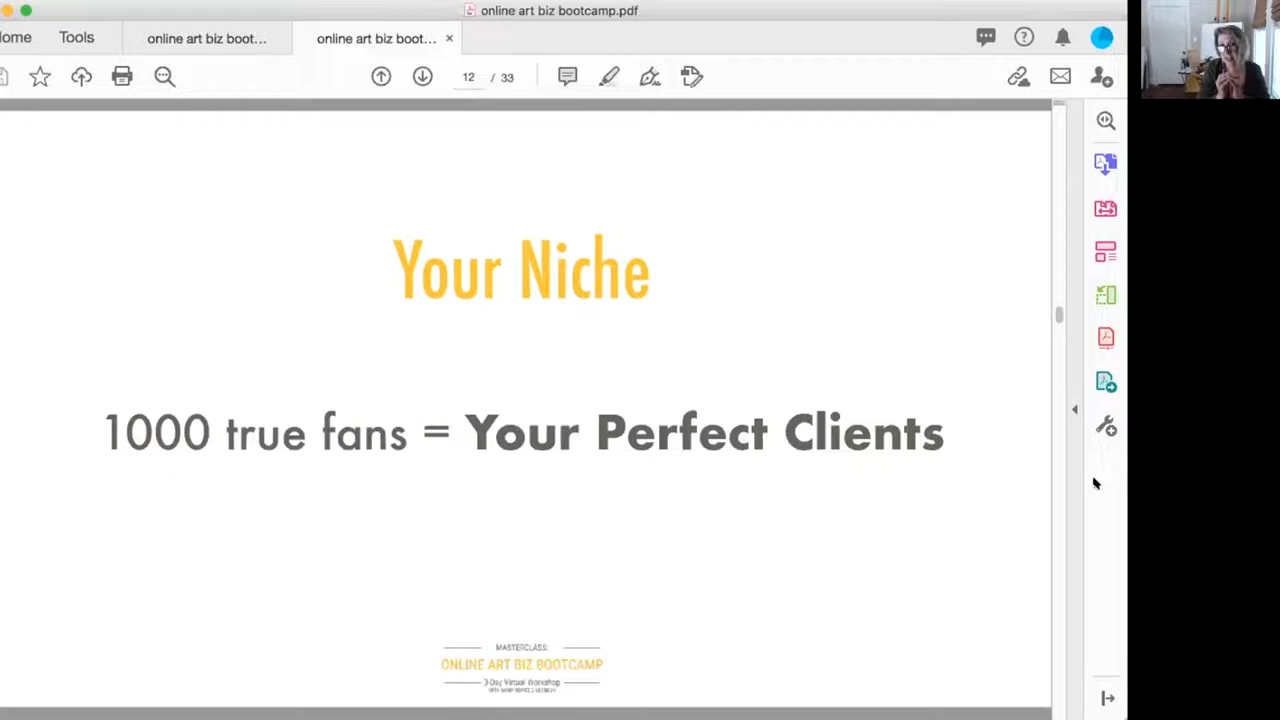 online art biz bootcamp.pdf
Home
Tools
online art biz boot...
online art biz boot...
×
12 / 33
Your Niche
1000 true fans = Your Perfect Clients
MASTERCLASS:
ONLINE ART BIZ BOOTCAMP
3-Day Virtual Workshop